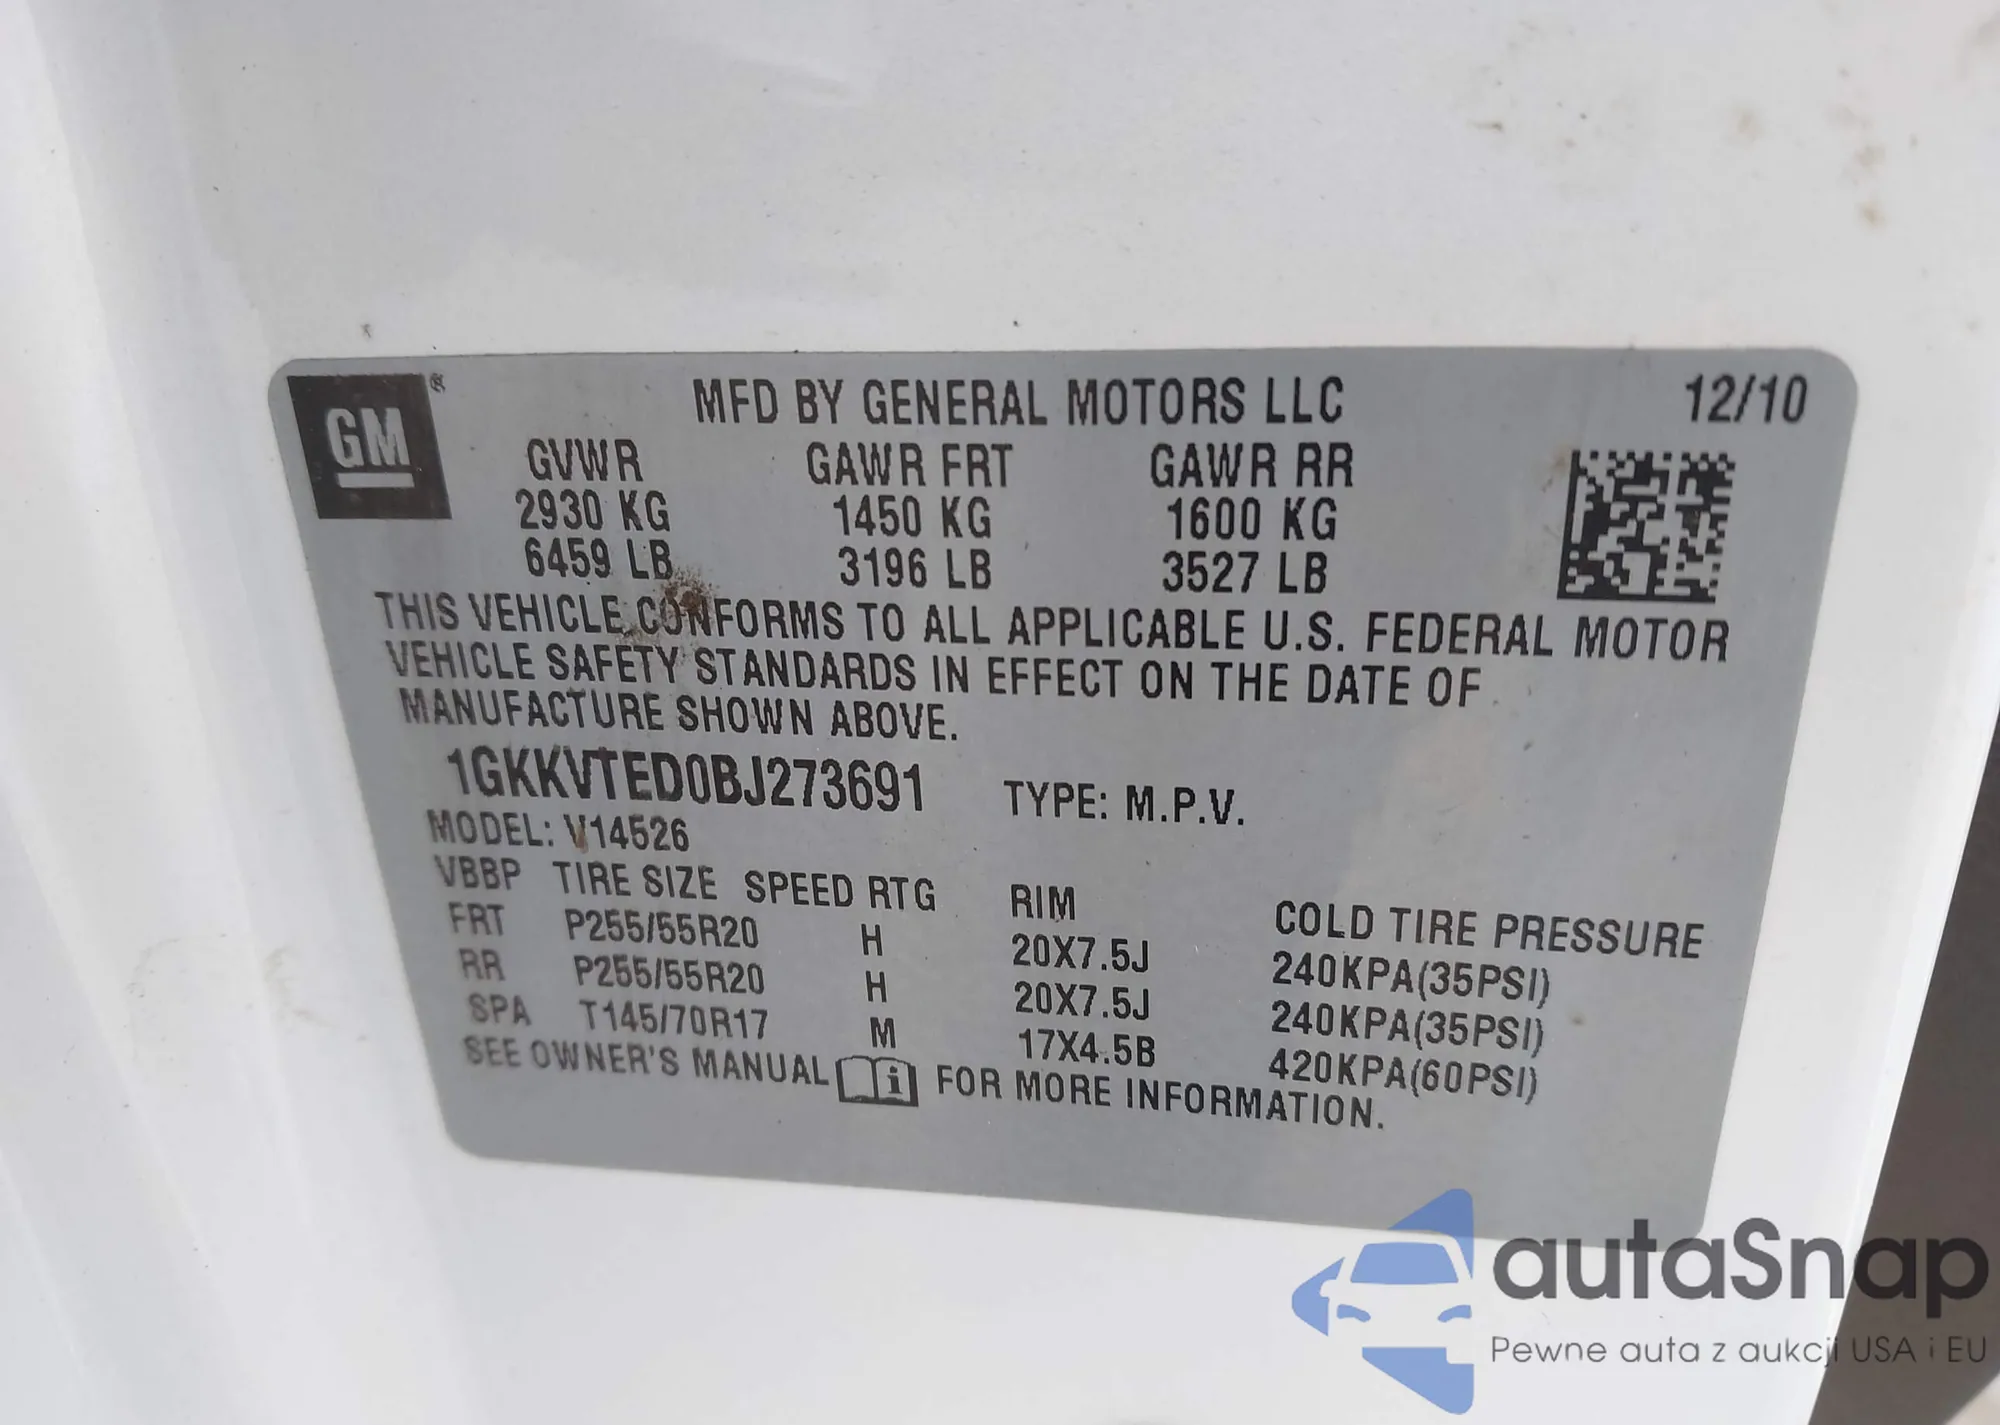 GM ®
MFD BY GENERAL MOTORS LLC 12/10
GVWR GAWR FRT GAWR RR
2930 KG 1450 KG 1600 KG
6459 LB 3196 LB 3527 LB
THIS VEHICLE CONFORMS TO ALL APPLICABLE U.S. FEDERAL MOTOR
VEHICLE SAFETY STANDARDS IN EFFECT ON THE DATE OF
MANUFACTURE SHOWN ABOVE.
1GKKVTED0BJ273691 TYPE: M.P.V.
MODEL: V14526
VBBP TIRE SIZE SPEED RTG RIM COLD TIRE PRESSURE
FRT P255/55R20 H 20X7.5J 240KPA(35PSI)
RR P255/55R20 H 20X7.5J 240KPA(35PSI)
SPA T145/70R17 M 17X4.5B 420KPA(60PSI)
SEE OWNER'S MANUAL i FOR MORE INFORMATION.
autaSnap
Pewne auta z aukcji USA i EU